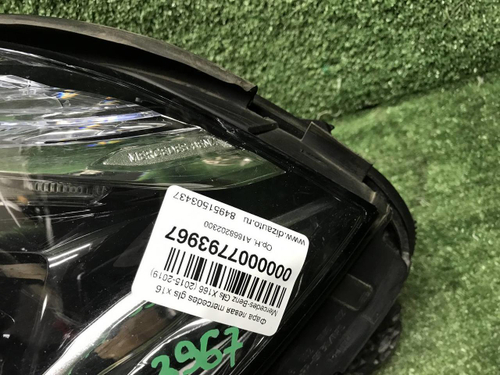 MERCEDES-BENZ
Фара левая mercedes gls x16
Mercedes-Benz Gls X166 (2015-2019)
0000007793967
Ор.Н. A1668202300
www.dizauto.ru 84951503437
3967